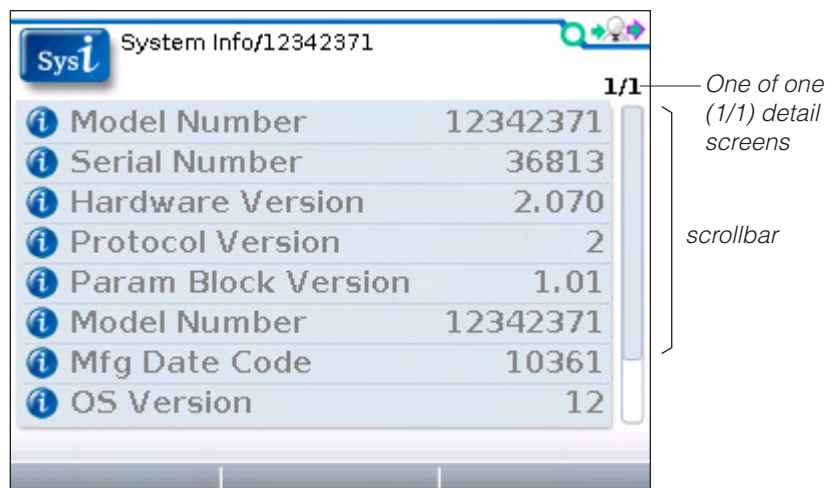 Sysi
System Info/12342371
1/1
One of one
(1/1) detail
screens
Model Number 12342371
Serial Number 36813
Hardware Version 2.070
Protocol Version 2
scrollbar
Param Block Version 1.01
Model Number 12342371
Mfg Date Code 10361
OS Version 12